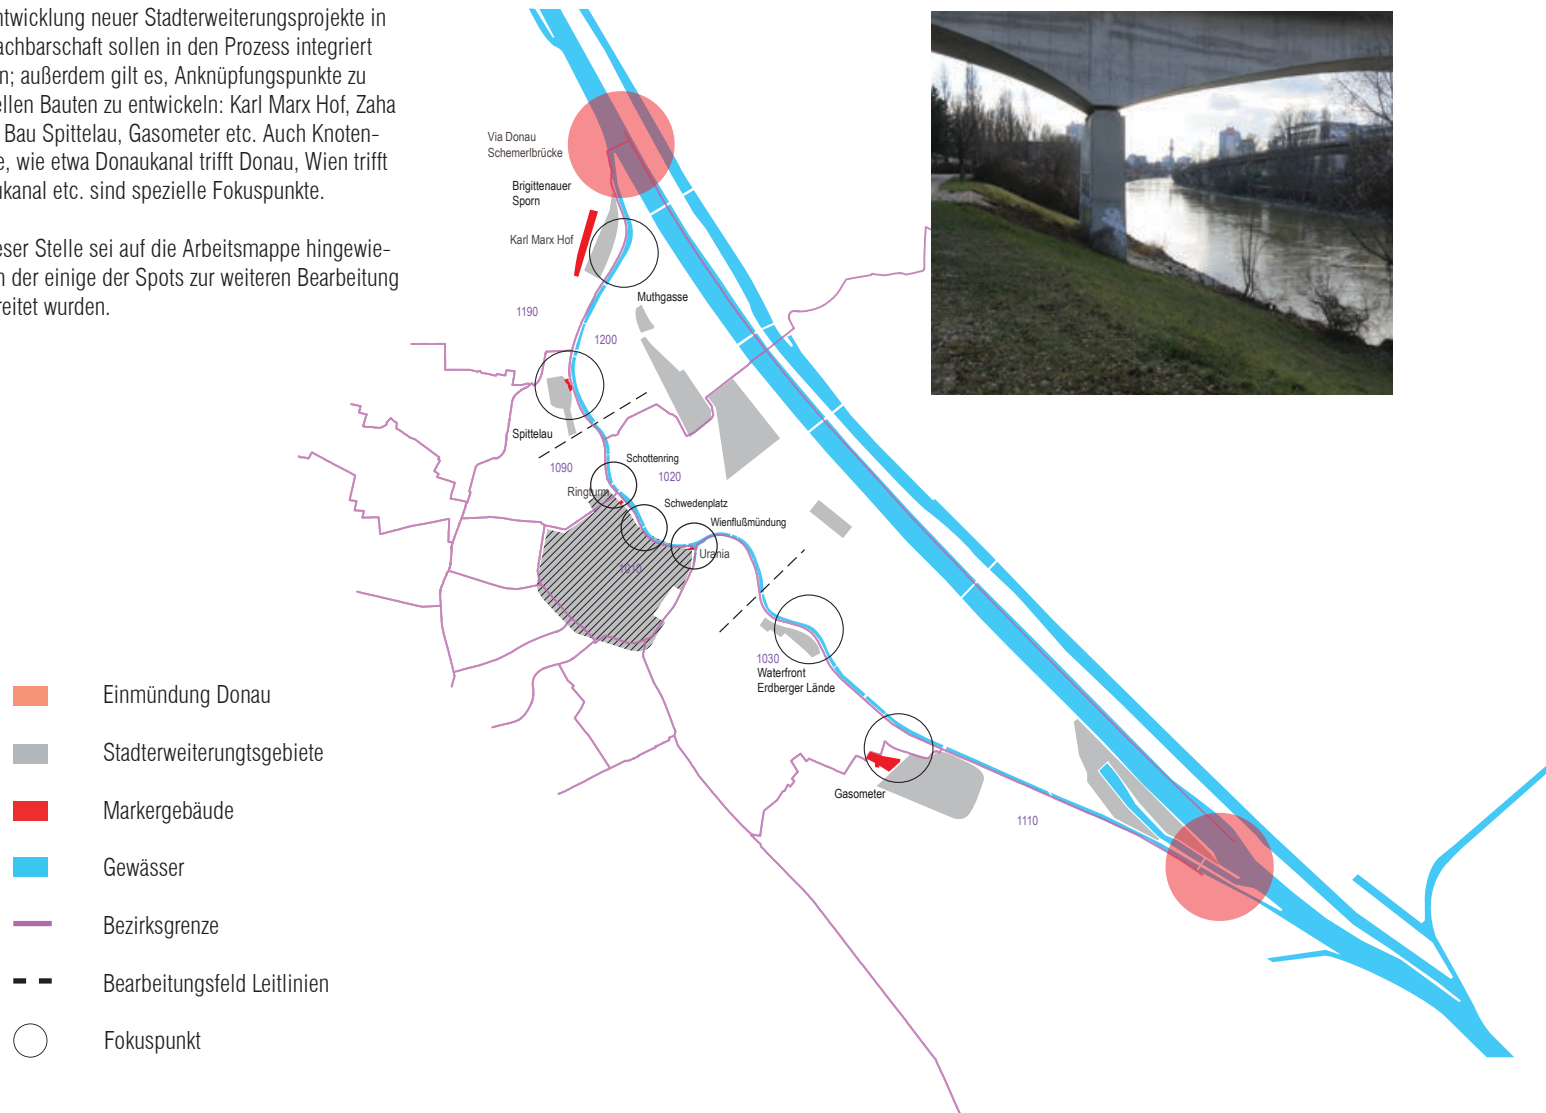 ntwicklung neuer Stadterweiterungsprojekte in
achbarschaft sollen in den Prozess integriert
n; außerdem gilt es, Anknüpfungspunkte zu
ellen Bauten zu entwickeln: Karl Marx Hof, Zaha
Bau Spittelau, Gasometer etc. Auch Knoten-
e, wie etwa Donaukanal trifft Donau, Wien trifft
ukanal etc. sind spezielle Fokuspunkte.
eser Stelle sei auf die Arbeitsmappe hingewie-
n der einige der Spots zur weiteren Bearbeitung
reitet wurden.
Via Donau
Schemerlbrücke
Brigittenauer
Sporn
Karl Marx Hof
Muthgasse
1190
1200
Spittelau
1090
Schottenring
1020
Ringturm
Schwedenplatz
Wienflußmündung
Urania
1010
1030
Waterfront
Erdberger Lände
Gasometer
1110
Einmündung Donau
Stadterweiterungtsgebiete
Markergebäude
Gewässer
Bezirksgrenze
Bearbeitungsfeld Leitlinien
Fokuspunkt